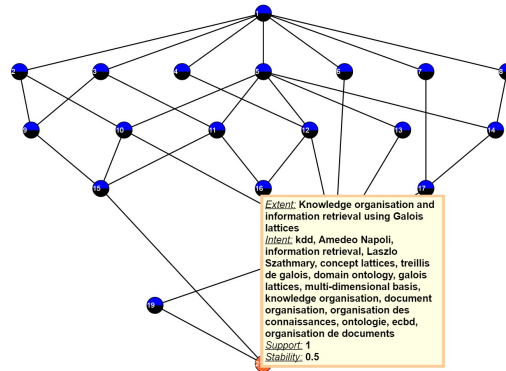 1
2
3
4
5
6
7
8
9
10
11
12
13
14
15
16
17
Extent: Knowledge organisation and
information retrieval using Galois
lattices
Intent: kdd, Amedeo Napoli,
information retrieval, Laszlo
Szathmary, concept lattices, treillis
de galois, domain ontology, galois
lattices, multi-dimensional basis,
knowledge organisation, document
organisation, organisation des
connaissances, ontologie, ecbd,
organisation de documents
Support: 1
Stability: 0.5
19